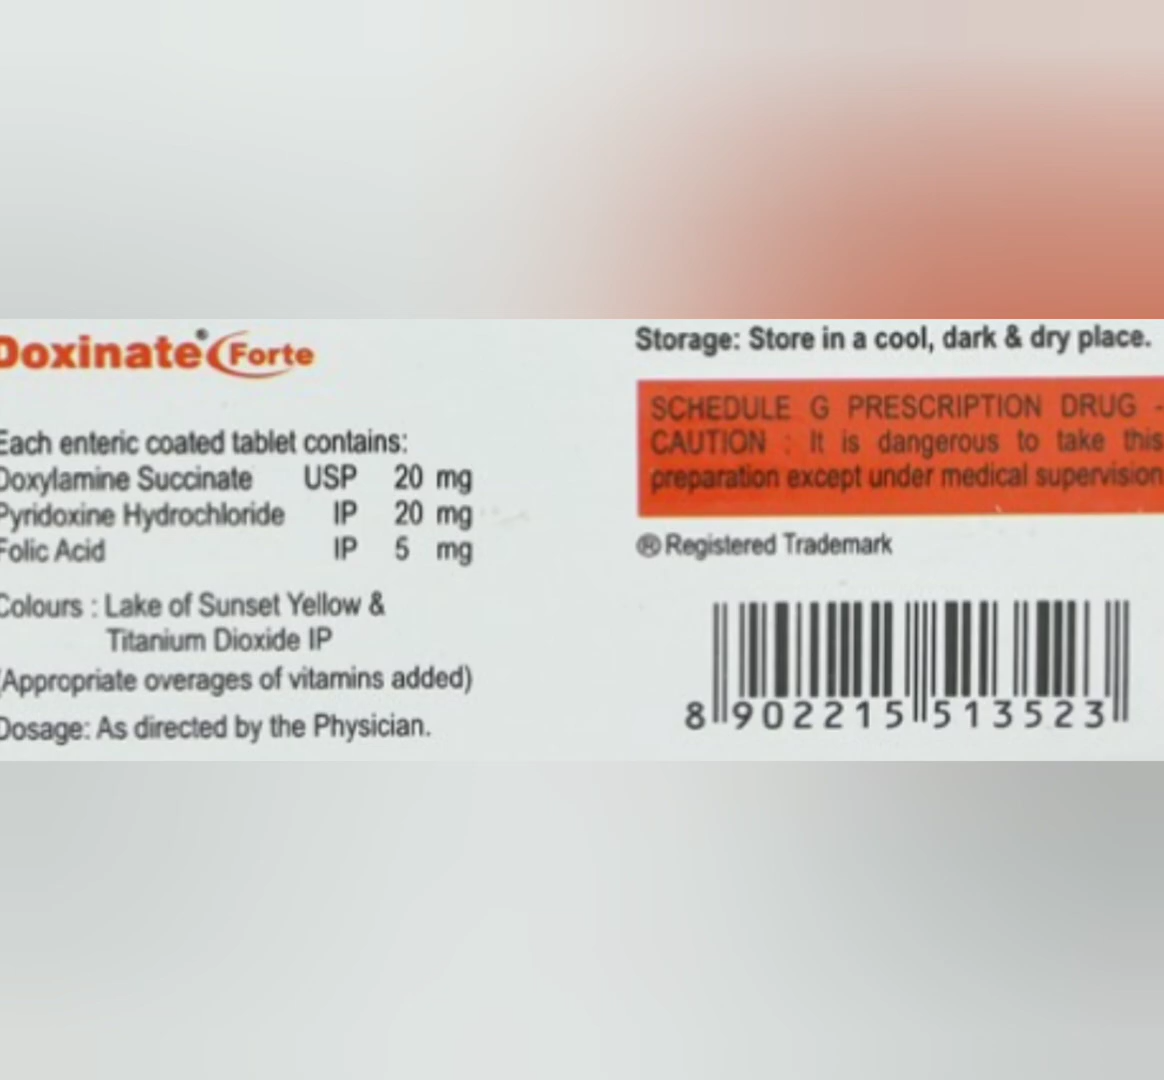 Doxinate® Forte
Each enteric coated tablet contains:
Doxylamine Succinate USP 20 mg
Pyridoxine Hydrochloride IP 20 mg
Folic Acid IP 5 mg
Colours : Lake of Sunset Yellow &
Titanium Dioxide IP
(Appropriate overages of vitamins added)
Dosage: As directed by the Physician.
Storage: Store in a cool, dark & dry place.
SCHEDULE G PRESCRIPTION DRUG -
CAUTION : It is dangerous to take this
preparation except under medical supervision
® Registered Trademark
8 902215 513523